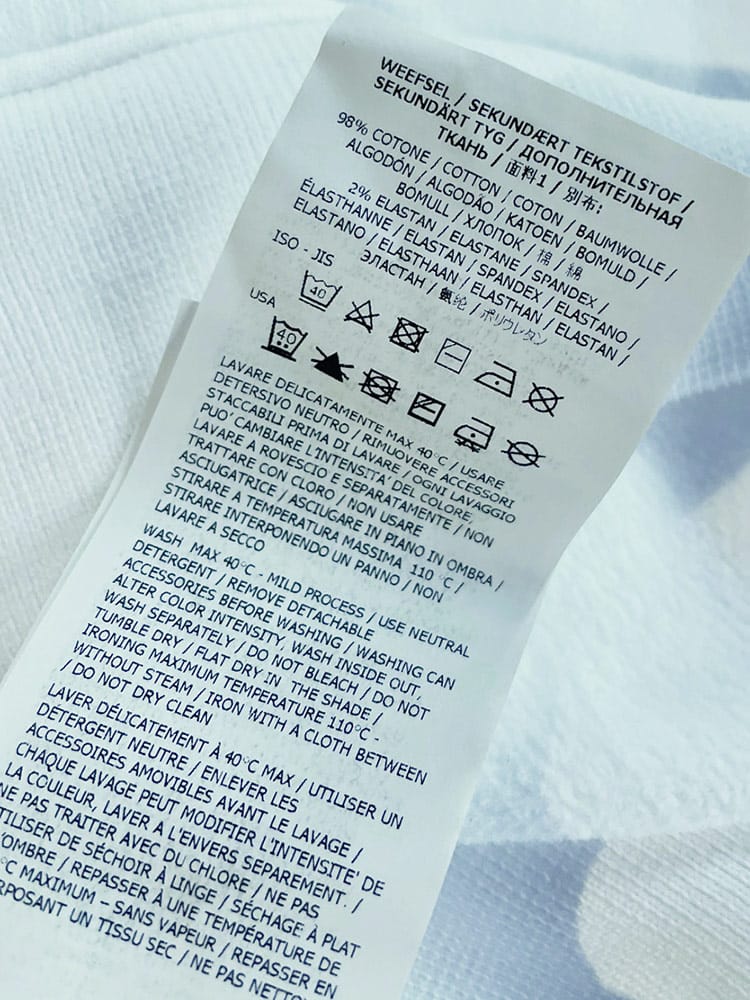 WEEFSEL / SEKUNDÆRT TEKSTILSTOF /
SEKUNDÄRT TYG / ДОПОЛНИТЕЛЬНАЯ
ТКАНЬ / 面料1 / 別布:
98% COTONE / COTTON / COTON / BAUMWOLLE /
ALGODÓN / ALGODÃO / KATOEN / BOMULD /
BOMULL / ХЛОПОК / 棉 / 綿
2% ELASTAN / ELASTANE / SPANDEX /
ÉLASTHANNE / ELASTAN / SPANDEX / ELASTANO /
ELASTANO / ELASTHAAN / ELASTHAN / ELASTAN /
ЭЛАСТАН / 氨纶 / ポリウレタン
ISO - JIS
40
USA
40
LAVARE DELICATAMENTE MAX 40°C / USARE
DETERSIVO NEUTRO / RIMUOVERE ACCESSORI
STACCABILI PRIMA DI LAVARE / OGNI LAVAGGIO
PUO' CAMBIARE L'INTENSITA' DEL COLORE,
LAVARE A ROVESCIO E SEPARATAMENTE / NON
TRATTARE CON CLORO / NON USARE
ASCIUGATRICE / ASCIUGARE IN PIANO IN OMBRA /
STIRARE A TEMPERATURA MASSIMA 110 °C /
STIRARE INTERPONENDO UN PANNO / NON
LAVARE A SECCO
WASH MAX 40°C - MILD PROCESS / USE NEUTRAL
DETERGENT / REMOVE DETACHABLE
ACCESSORIES BEFORE WASHING / WASHING CAN
ALTER COLOR INTENSITY, WASH INSIDE OUT,
WASH SEPARATELY / DO NOT BLEACH / DO NOT
TUMBLE DRY / FLAT DRY IN THE SHADE /
IRONING MAXIMUM TEMPERATURE 110°C -
WITHOUT STEAM / IRON WITH A CLOTH BETWEEN
/ DO NOT DRY CLEAN
LAVER DÉLICATEMENT À 40°C MAX / UTILISER UN
DÉTERGENT NEUTRE / ENLEVER LES
ACCESSOIRES AMOVIBLES AVANT LE LAVAGE /
CHAQUE LAVAGE PEUT MODIFIER L'INTENSITE' DE
LA COULEUR, LAVER A L'ENVERS SEPAREMENT. /
NE PAS TRAITER AVEC DU CHLORE / NE PAS
TILISER DE SÉCHOIR À LINGE / SÉCHAGE À PLAT
'OMBRE / REPASSER À UNE TEMPÉRATURE DE
°C MAXIMUM – SANS VAPEUR / REPASSER EN
RPOSANT UN TISSU SEC / NE PAS NETTO